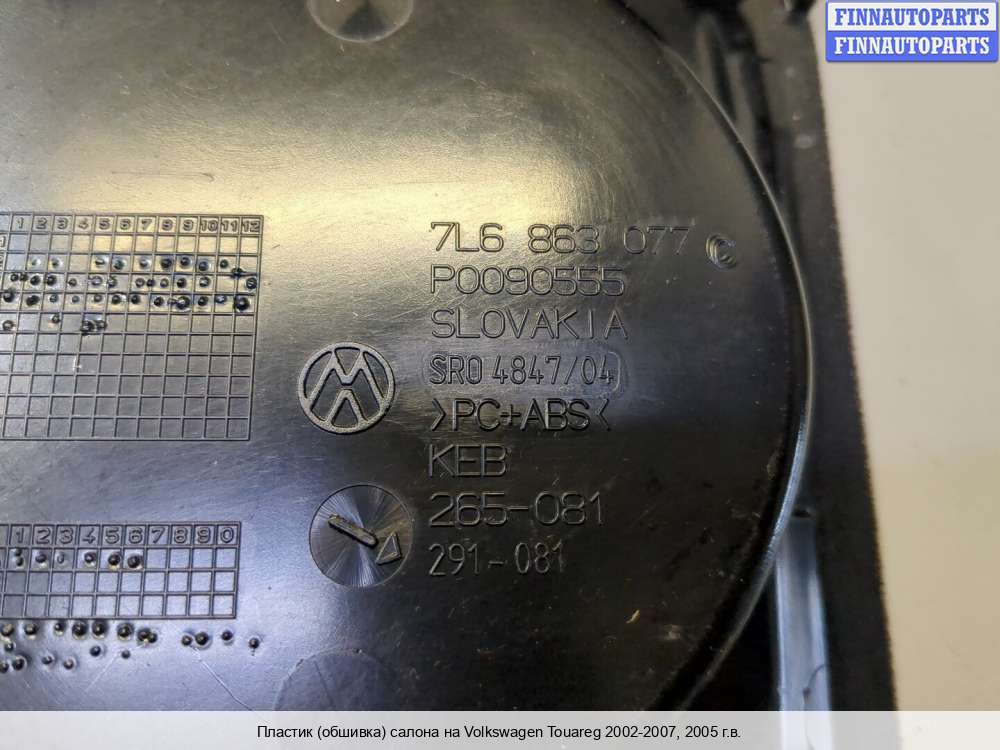 FINNAUTOPARTS
FINNAUTOPARTS
1 2 3 4 5 6 7 8 9 10 11 12
7L6 863 077 ©
P0090555
SLOVAKIA
SRO 4847/04
>PC+ABS<
KEB
265-081
291-081
1 2 3 4 5 6 7 8 9 0
Пластик (обшивка) салона на Volkswagen Touareg 2002-2007, 2005 г.в.